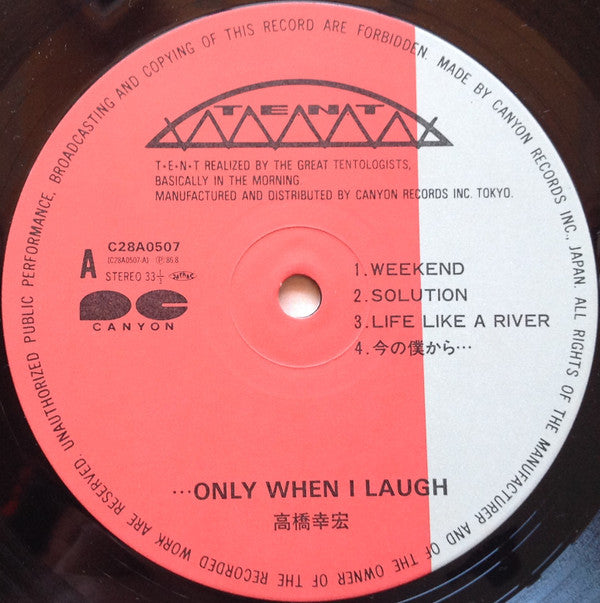 UNAUTHORIZED PUBLIC PERFORMANCE, BROADCASTING AND COPYING OF THIS RECORD ARE FORBIDDEN. MADE BY CANYON RECORDS INC., JAPAN. ALL RIGHTS OF THE MANUFACTURER AND OF THE OWNER OF THE RECORDED WORK ARE RESERVED.
TENT
T•E•N•T REALIZED BY THE GREAT TENTOLOGISTS,
BASICALLY IN THE MORNING.
MANUFACTURED AND DISTRIBUTED BY CANYON RECORDS INC. TOKYO.
C28A0507
A
(C28A0507-A) Ⓟ 85.8
STEREO 33⅓ JASRAC
CANYON
1.WEEKEND
2.SOLUTION
3.LIFE LIKE A RIVER
4.今の僕から…
…ONLY WHEN I LAUGH
高橋幸宏